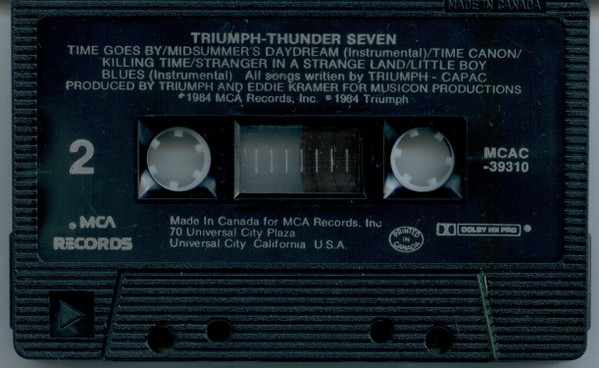 MADE IN CANADA
TRIUMPH-THUNDER SEVEN
TIME GOES BY/MIDSUMMER'S DAYDREAM (Instrumental)/TIME CANON/
KILLING TIME/STRANGER IN A STRANGE LAND/LITTLE BOY
BLUES (Instrumental) All songs written by TRIUMPH - CAPAC
PRODUCED BY TRIUMPH AND EDDIE KRAMER FOR MUSICON PRODUCTIONS
℗1984 MCA Records, Inc. ©1984 Triumph
2
MCAC
-39310
MCA
RECORDS
Made In Canada for MCA Records, Inc
70 Universal City Plaza
Universal City, California U.S.A.
PRINTED
IN
CANADA
DOLBY HX PRO